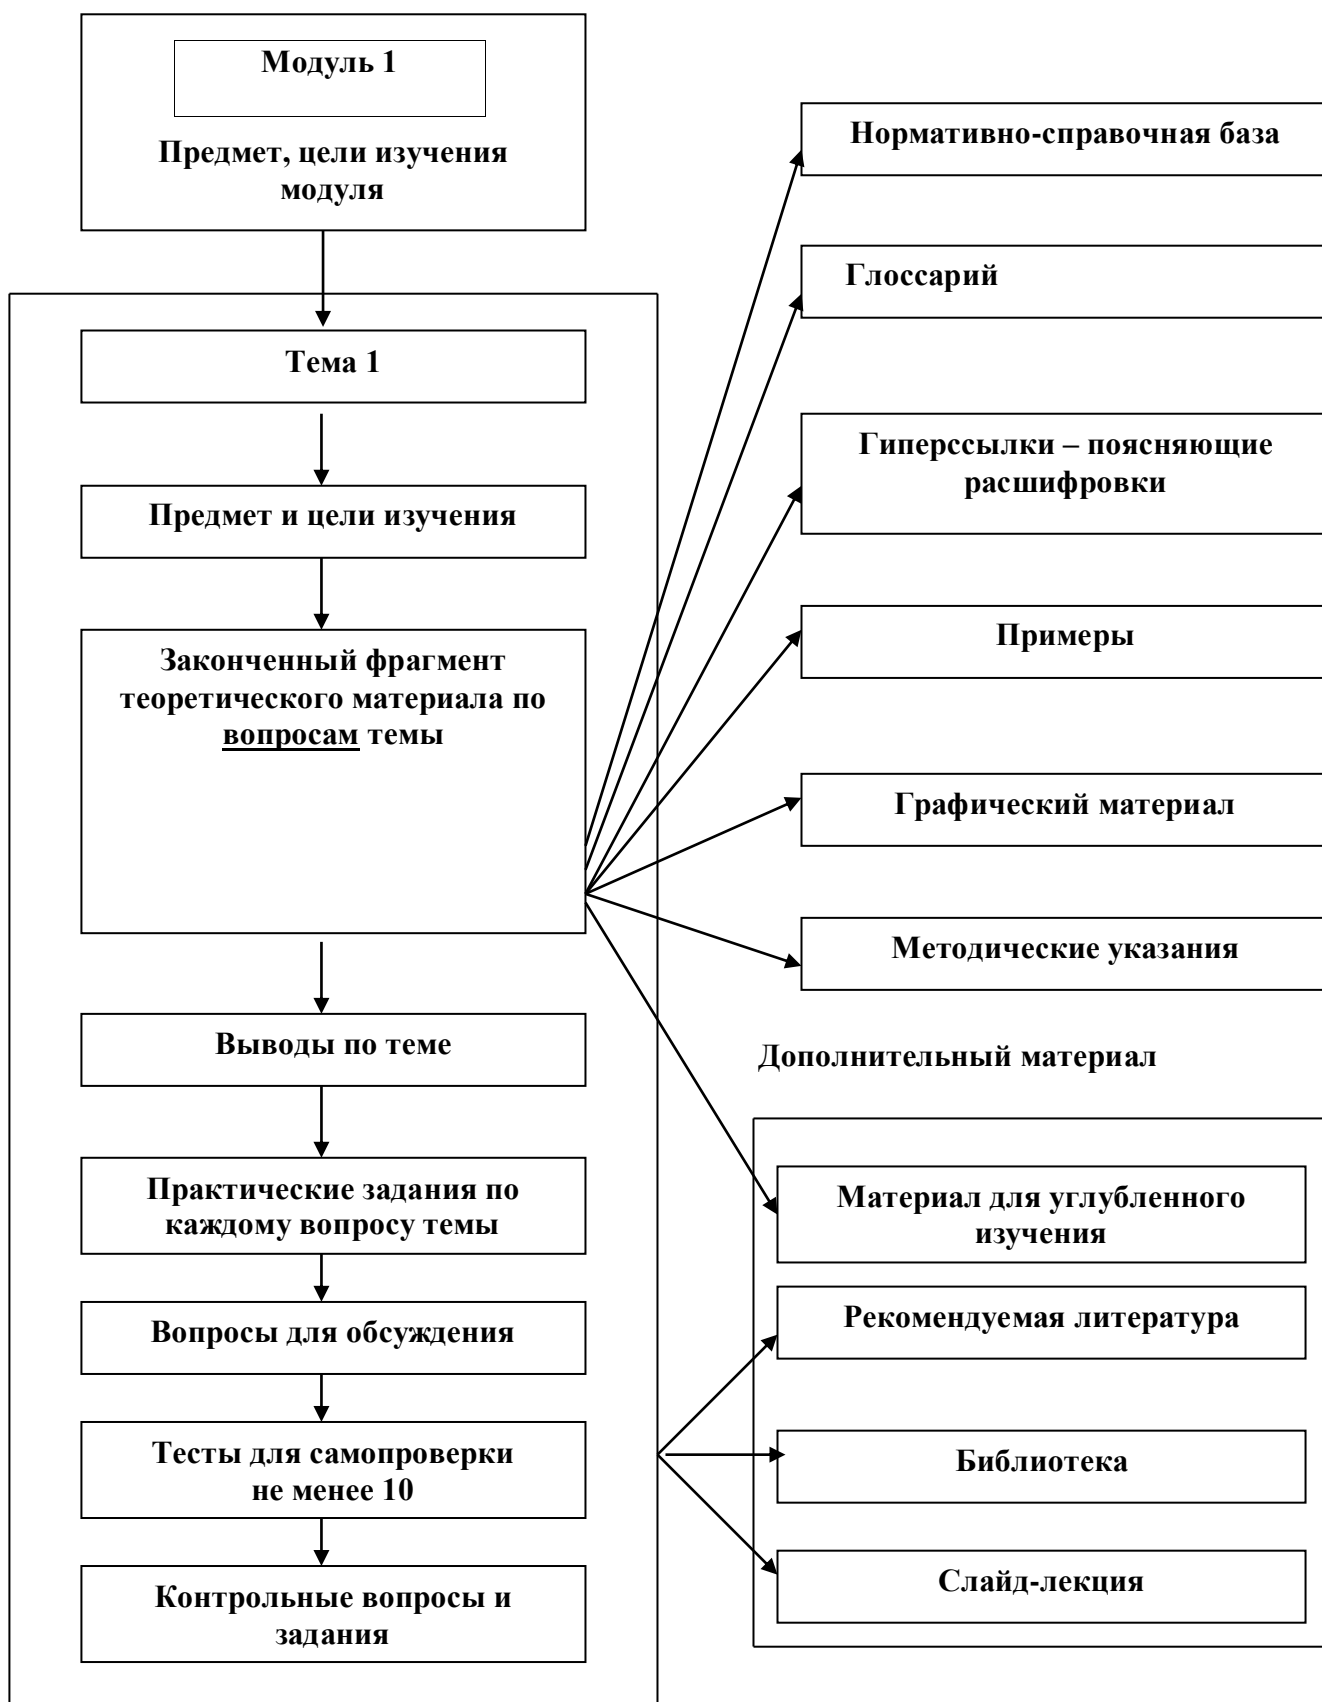 Модуль 1
Предмет, цели изучения
модуля
Тема 1
Предмет и цели изучения
Законченный фрагмент
теоретического материала по
вопросам темы
Выводы по теме
Практические задания по
каждому вопросу темы
Вопросы для обсуждения
Тесты для самопроверки
не менее 10
Контрольные вопросы и
задания
Нормативно-справочная база
Глоссарий
Гиперссылки – поясняющие
расшифровки
Примеры
Графический материал
Методические указания
Дополнительный материал
Материал для углубленного
изучения
Рекомендуемая литература
Библиотека
Слайд-лекция